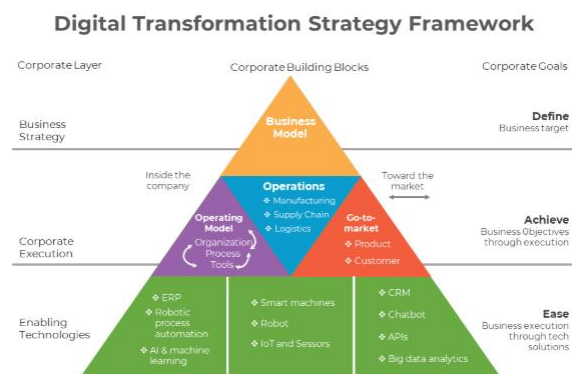 Digital Transformation Strategy Framework
Corporate Layer
Corporate Building Blocks
Corporate Goals
Business
Strategy
Business
Model
Define
Business target
Inside the
company
Toward the
market
Corporate
Execution
Operating
Model
Organization
Process
Tools
Operations
❖ Manufacturing
❖ Supply Chain
❖ Logistics
Go-to-
market
❖ Product
❖ Customer
Achieve
Business Objectives
through execution
Enabling
Technologies
❖ ERP
❖ Robotic
process
automation
❖ AI & machine
learning
❖ Smart machines
❖ Robot
❖ IoT and Sessors
❖ CRM
❖ Chatbot
❖ APIs
❖ Big data analytics
Ease
Business execution
through tech
solutions